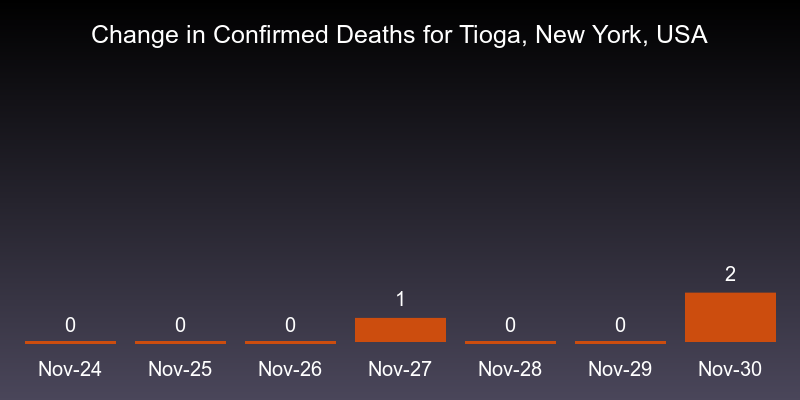 Change in Confirmed Deaths for Tioga, New York, USA
2
1
0 0 0 0 0
Nov-24 Nov-25 Nov-26 Nov-27 Nov-28 Nov-29 Nov-30